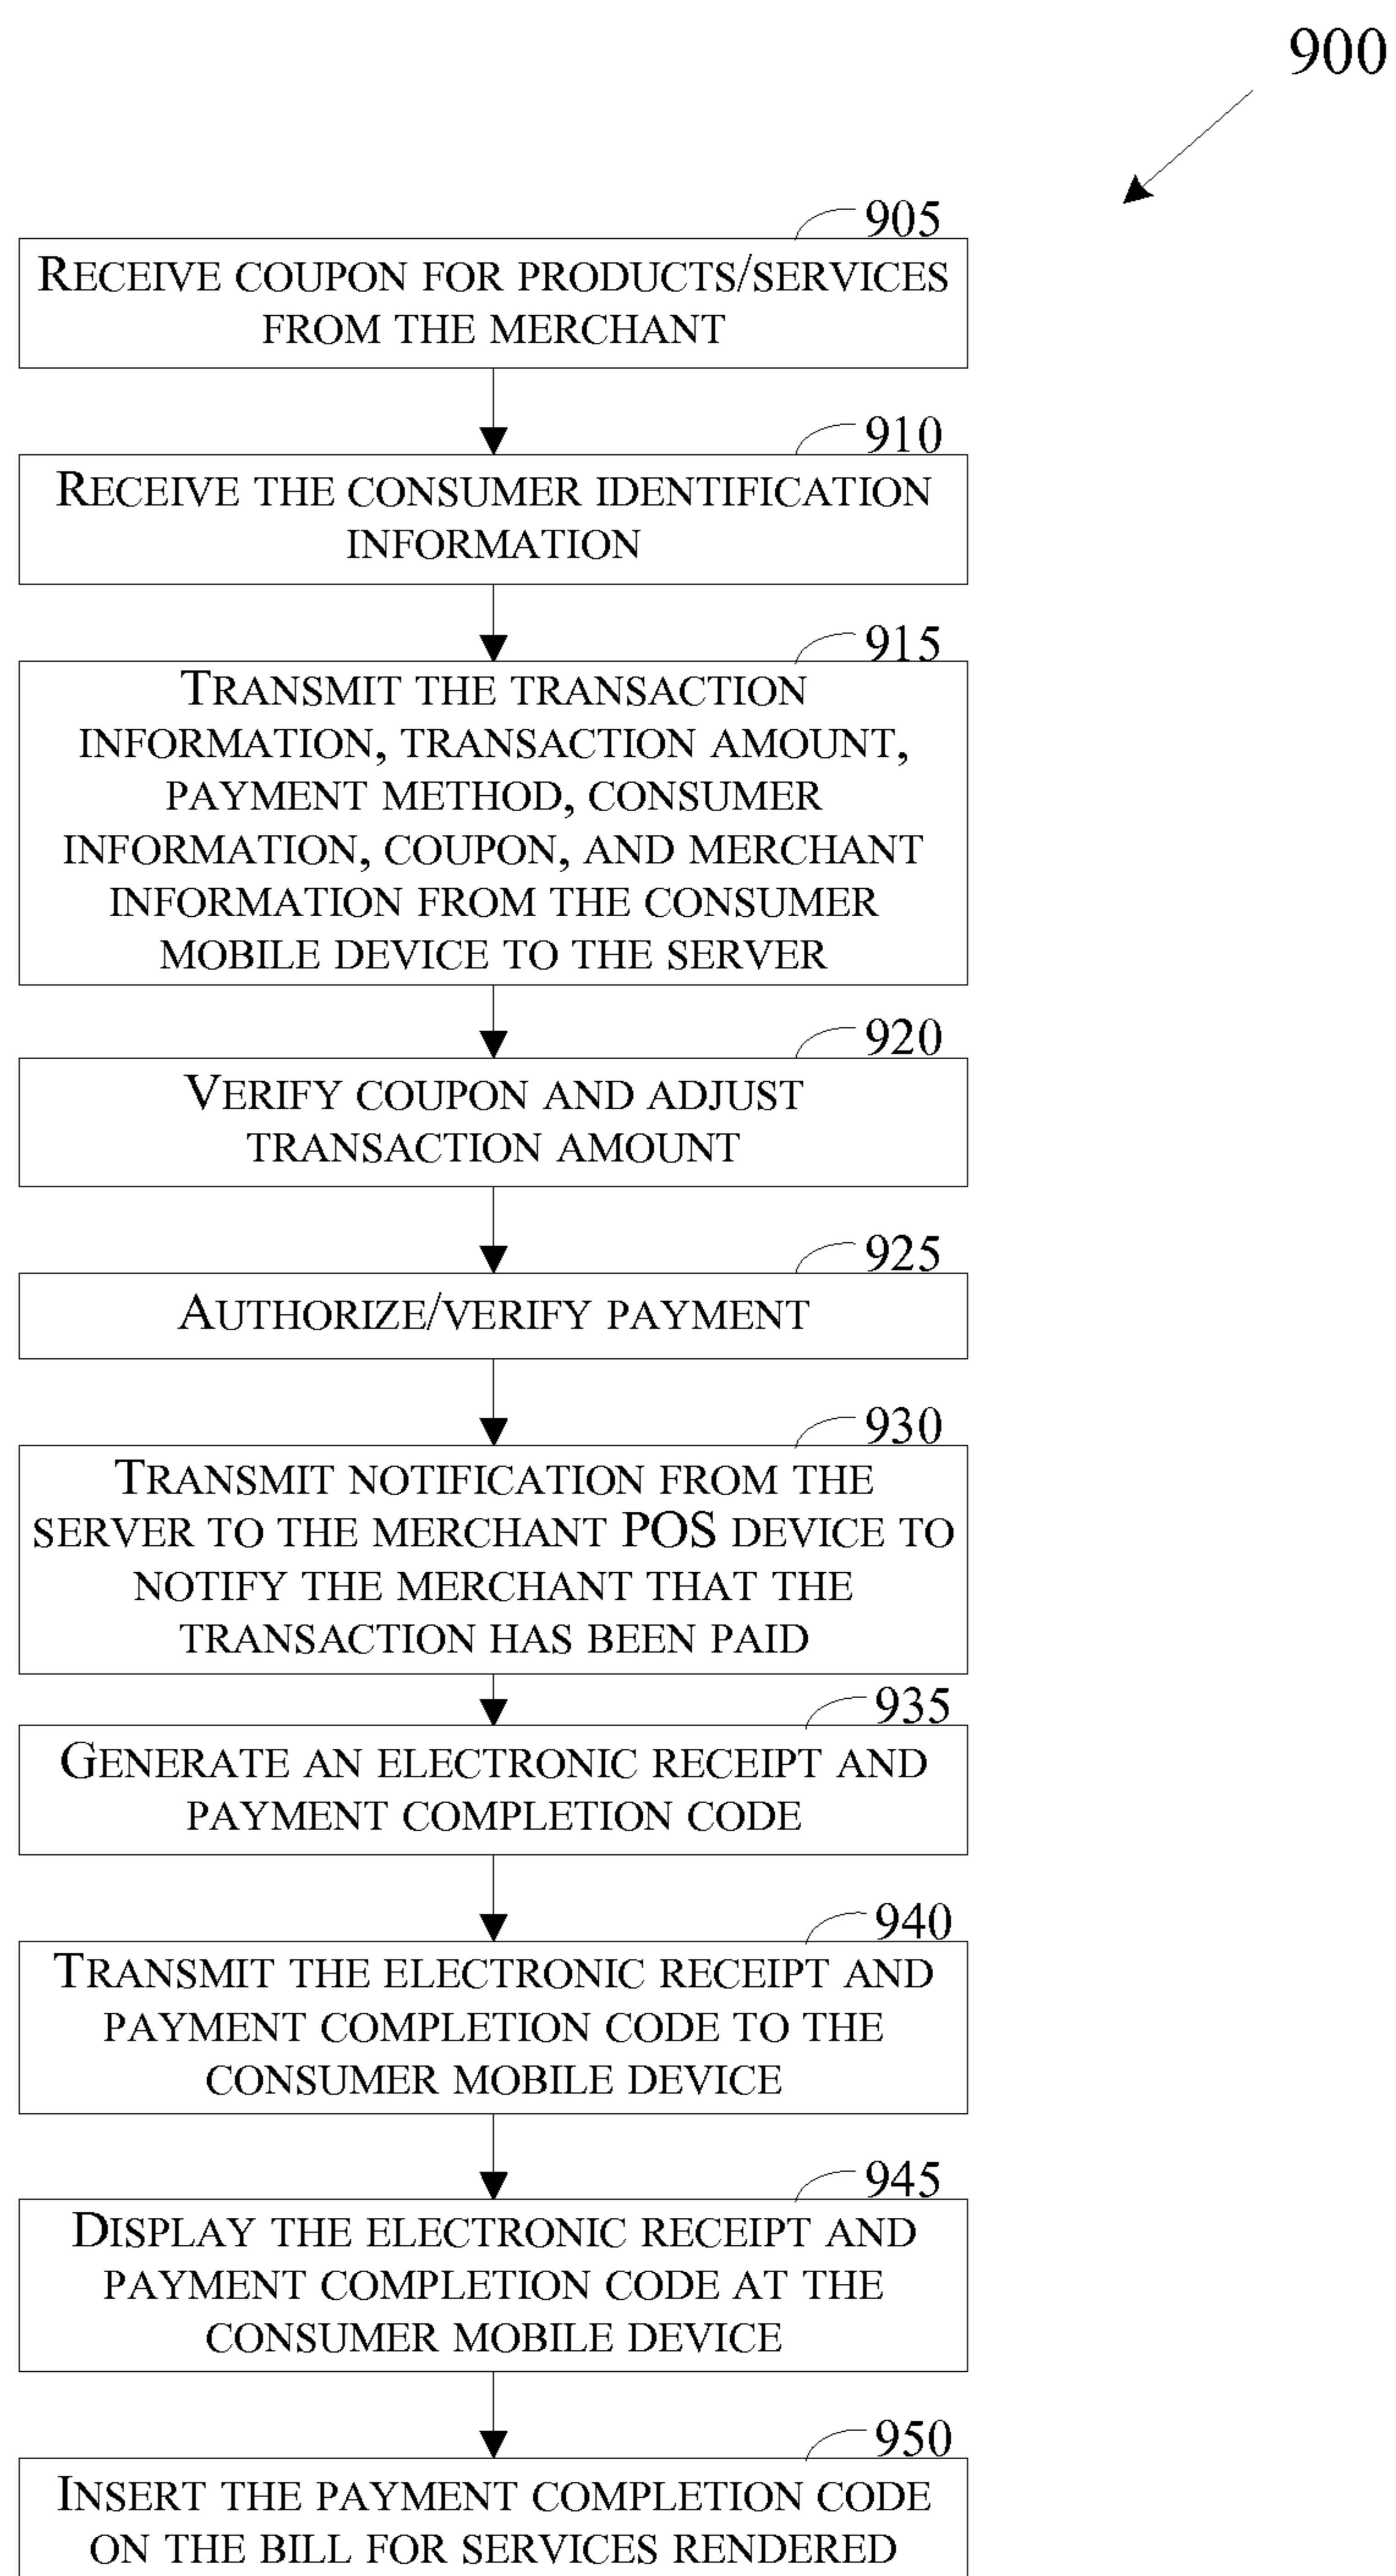 900
905
RECEIVE COUPON FOR PRODUCTS/SERVICES
FROM THE MERCHANT
910
RECEIVE THE CONSUMER IDENTIFICATION
INFORMATION
915
TRANSMIT THE TRANSACTION
INFORMATION, TRANSACTION AMOUNT,
PAYMENT METHOD, CONSUMER
INFORMATION, COUPON, AND MERCHANT
INFORMATION FROM THE CONSUMER
MOBILE DEVICE TO THE SERVER
920
VERIFY COUPON AND ADJUST
TRANSACTION AMOUNT
925
AUTHORIZE/VERIFY PAYMENT
930
TRANSMIT NOTIFICATION FROM THE
SERVER TO THE MERCHANT POS DEVICE TO
NOTIFY THE MERCHANT THAT THE
TRANSACTION HAS BEEN PAID
935
GENERATE AN ELECTRONIC RECEIPT AND
PAYMENT COMPLETION CODE
940
TRANSMIT THE ELECTRONIC RECEIPT AND
PAYMENT COMPLETION CODE TO THE
CONSUMER MOBILE DEVICE
945
DISPLAY THE ELECTRONIC RECEIPT AND
PAYMENT COMPLETION CODE AT THE
CONSUMER MOBILE DEVICE
950
INSERT THE PAYMENT COMPLETION CODE
ON THE BILL FOR SERVICES RENDERED